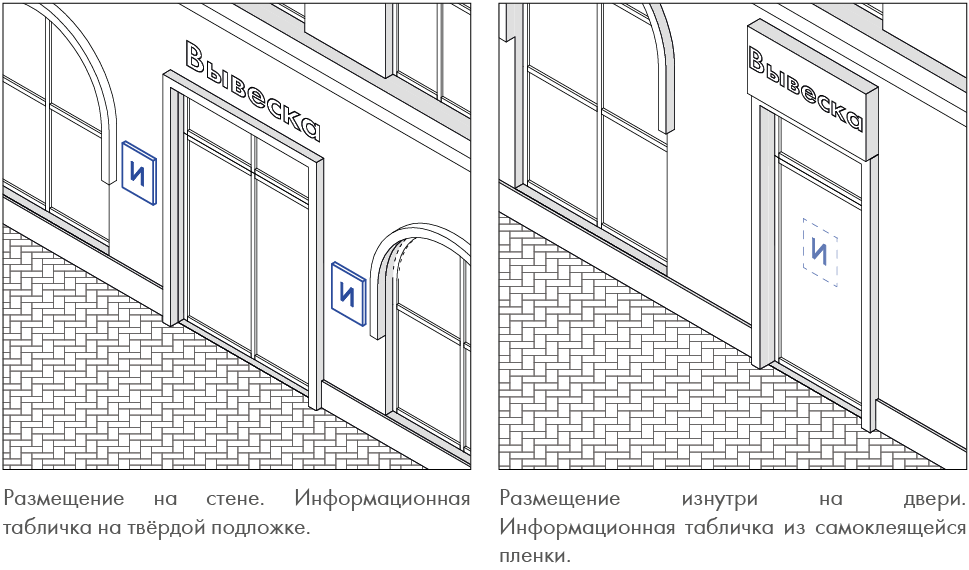 Вывеска
И
И
Вывеска
И
Размещение на стене. Информационная
табличка на твёрдой подложке.
Размещение изнутри на двери.
Информационная табличка из самоклеящейся
пленки.